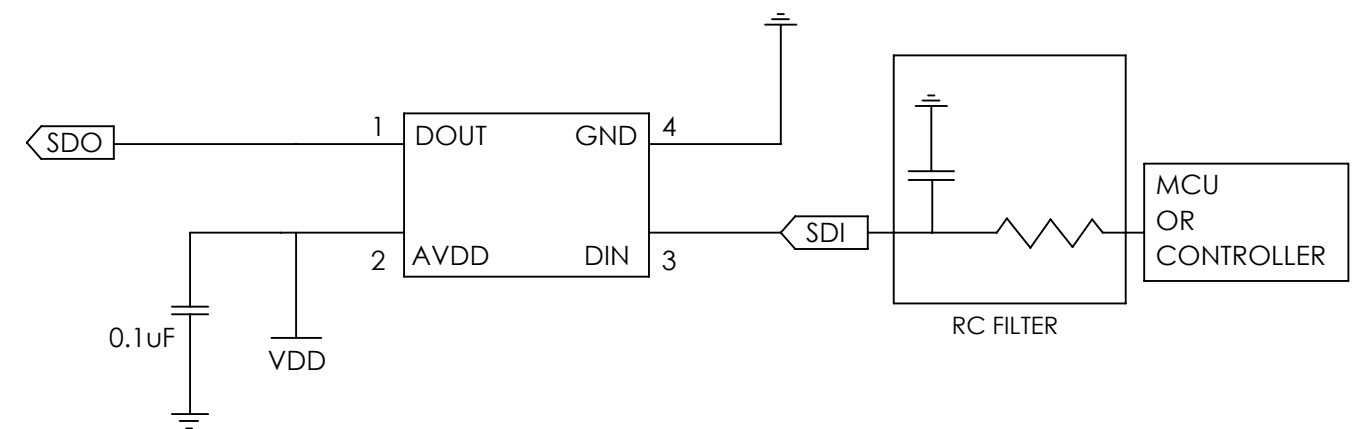 SDO
1
DOUT
GND
4
2
AVDD
DIN
3
SDI
0.1uF
VDD
RC FILTER
MCU
OR
CONTROLLER